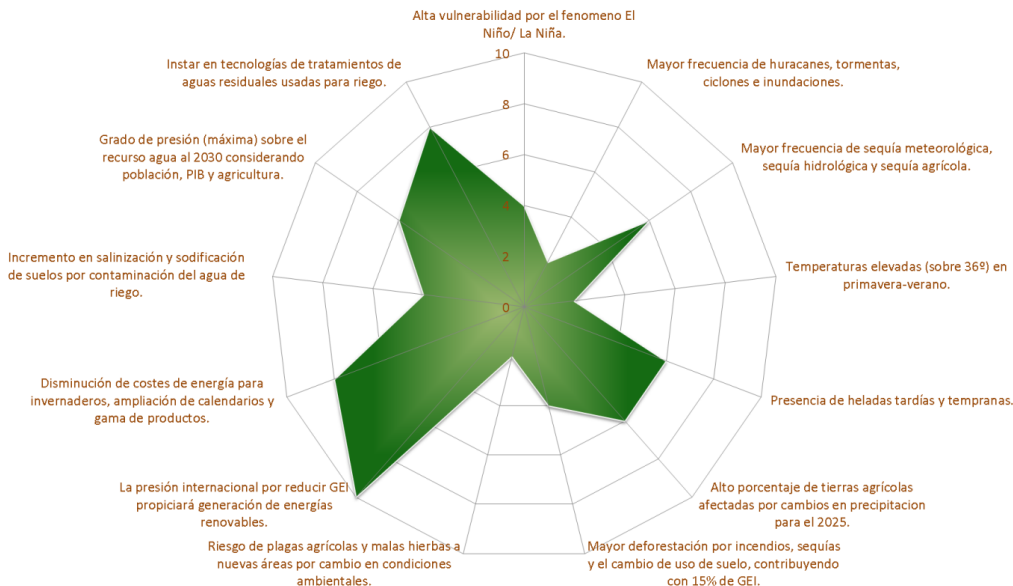 Alta vulnerabilidad por el fenomeno El
Niño/ La Niña.
Mayor frecuencia de huracanes, tormentas,
ciclones e inundaciones.
Mayor frecuencia de sequía meteorológica,
sequía hidrológica y sequía agrícola.
Temperaturas elevadas (sobre 36º) en
primavera-verano.
Presencia de heladas tardías y tempranas.
Alto porcentaje de tierras agrícolas
afectadas por cambios en precipitacion
para el 2025.
Mayor deforestación por incendios, sequías
y el cambio de uso de suelo, contribuyendo
con 15% de GEI.
Riesgo de plagas agrícolas y malas hierbas a
nuevas áreas por cambio en condiciones
ambientales.
La presión internacional por reducir GEI
propiciará generación de energías
renovables.
Disminución de costes de energía para
invernaderos, ampliación de calendarios y
gama de productos.
Incremento en salinización y sodificación
de suelos por contaminación del agua de
riego.
Grado de presión (máxima) sobre el
recurso agua al 2030 considerando
población, PIB y agricultura.
Instar en tecnologías de tratamientos de
aguas residuales usadas para riego.
10
8
6
4
2
0